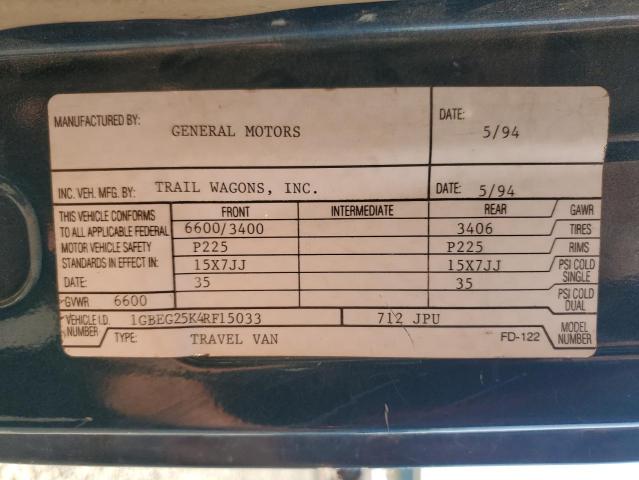 MANUFACTURED BY: GENERAL MOTORS DATE: 5/94
INC. VEH. MFG. BY: TRAIL WAGONS, INC. DATE: 5/94
THIS VEHICLE CONFORMS FRONT INTERMEDIATE REAR GAWR
TO ALL APPLICABLE FEDERAL 6600/3400 3406 TIRES
MOTOR VEHICLE SAFETY P225 P225 RIMS
STANDARDS IN EFFECT IN: 15X7JJ 15X7JJ PSI COLD SINGLE
DATE: 35 35 PSI COLD DUAL
GVWR 6600
VEHICLE I.D. NUMBER 1GBEG25K4RF15033 712 JPU MODEL NUMBER
TYPE: TRAVEL VAN FD-122